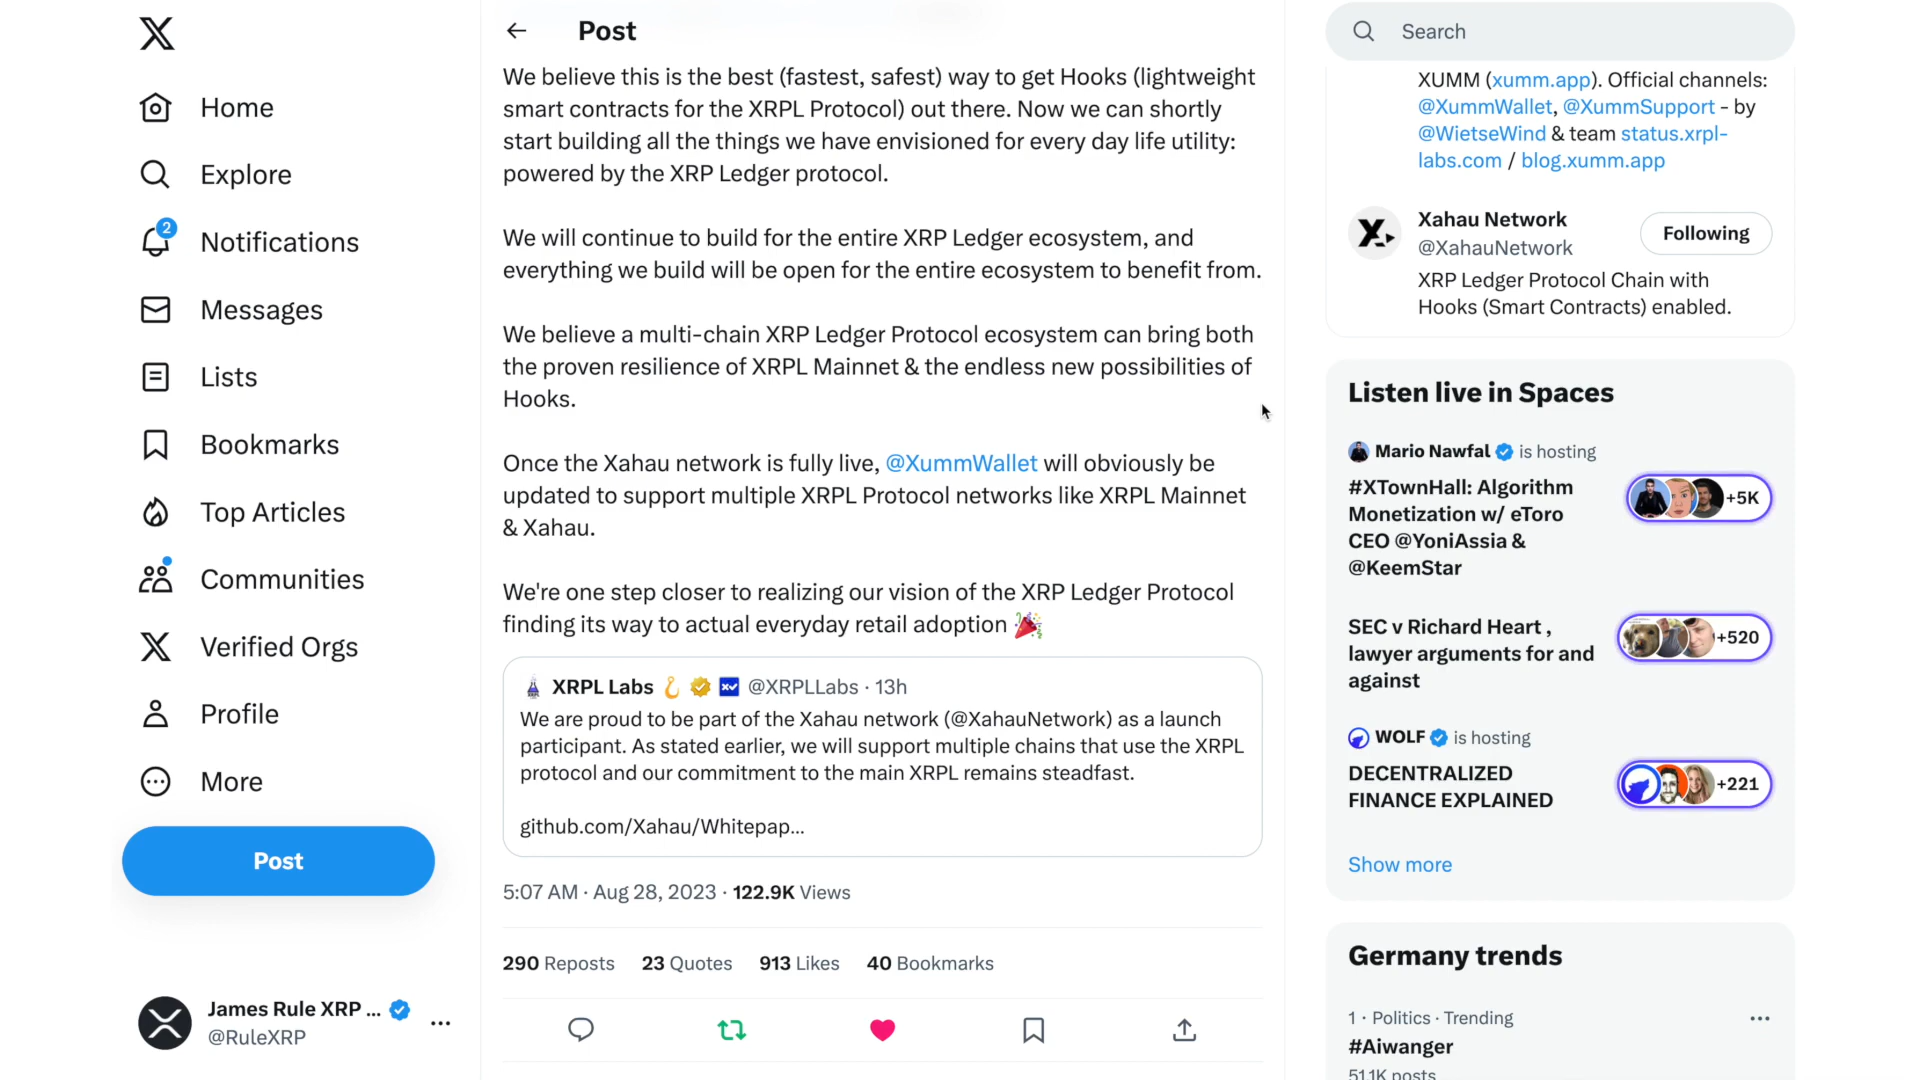 Home
Explore
2
Notifications
Messages
Lists
Bookmarks
Top Articles
Communities
Verified Orgs
Profile
More
Post
James Rule XRP ...
@RuleXRP
Post
We believe this is the best (fastest, safest) way to get Hooks (lightweight
smart contracts for the XRPL Protocol) out there. Now we can shortly
start building all the things we have envisioned for every day life utility:
powered by the XRP Ledger protocol.
We will continue to build for the entire XRP Ledger ecosystem, and
everything we build will be open for the entire ecosystem to benefit from.
We believe a multi-chain XRP Ledger Protocol ecosystem can bring both
the proven resilience of XRPL Mainnet & the endless new possibilities of
Hooks.
Once the Xahau network is fully live, @XummWallet will obviously be
updated to support multiple XRPL Protocol networks like XRPL Mainnet
& Xahau.
We're one step closer to realizing our vision of the XRP Ledger Protocol
finding its way to actual everyday retail adoption 🎉
XRPL Labs 🪝 @XRPLLabs · 13h
We are proud to be part of the Xahau network (@XahauNetwork) as a launch
participant. As stated earlier, we will support multiple chains that use the XRPL
protocol and our commitment to the main XRPL remains steadfast.
github.com/Xahau/Whitepap...
5:07 AM · Aug 28, 2023 · 122.9K Views
290 Reposts 23 Quotes 913 Likes 40 Bookmarks
Search
XUMM (xumm.app). Official channels:
@XummWallet, @XummSupport - by
@WietseWind & team status.xrpl-
labs.com / blog.xumm.app
Xahau Network
@XahauNetwork
Following
XRP Ledger Protocol Chain with
Hooks (Smart Contracts) enabled.
Listen live in Spaces
Mario Nawfal is hosting
#XTownHall: Algorithm
Monetization w/ eToro
CEO @YoniAssia &
@KeemStar
+5K
SEC v Richard Heart ,
lawyer arguments for and
against
+520
WOLF is hosting
DECENTRALIZED
FINANCE EXPLAINED
+221
Show more
Germany trends
1 · Politics · Trending
#Aiwanger
51.1K posts